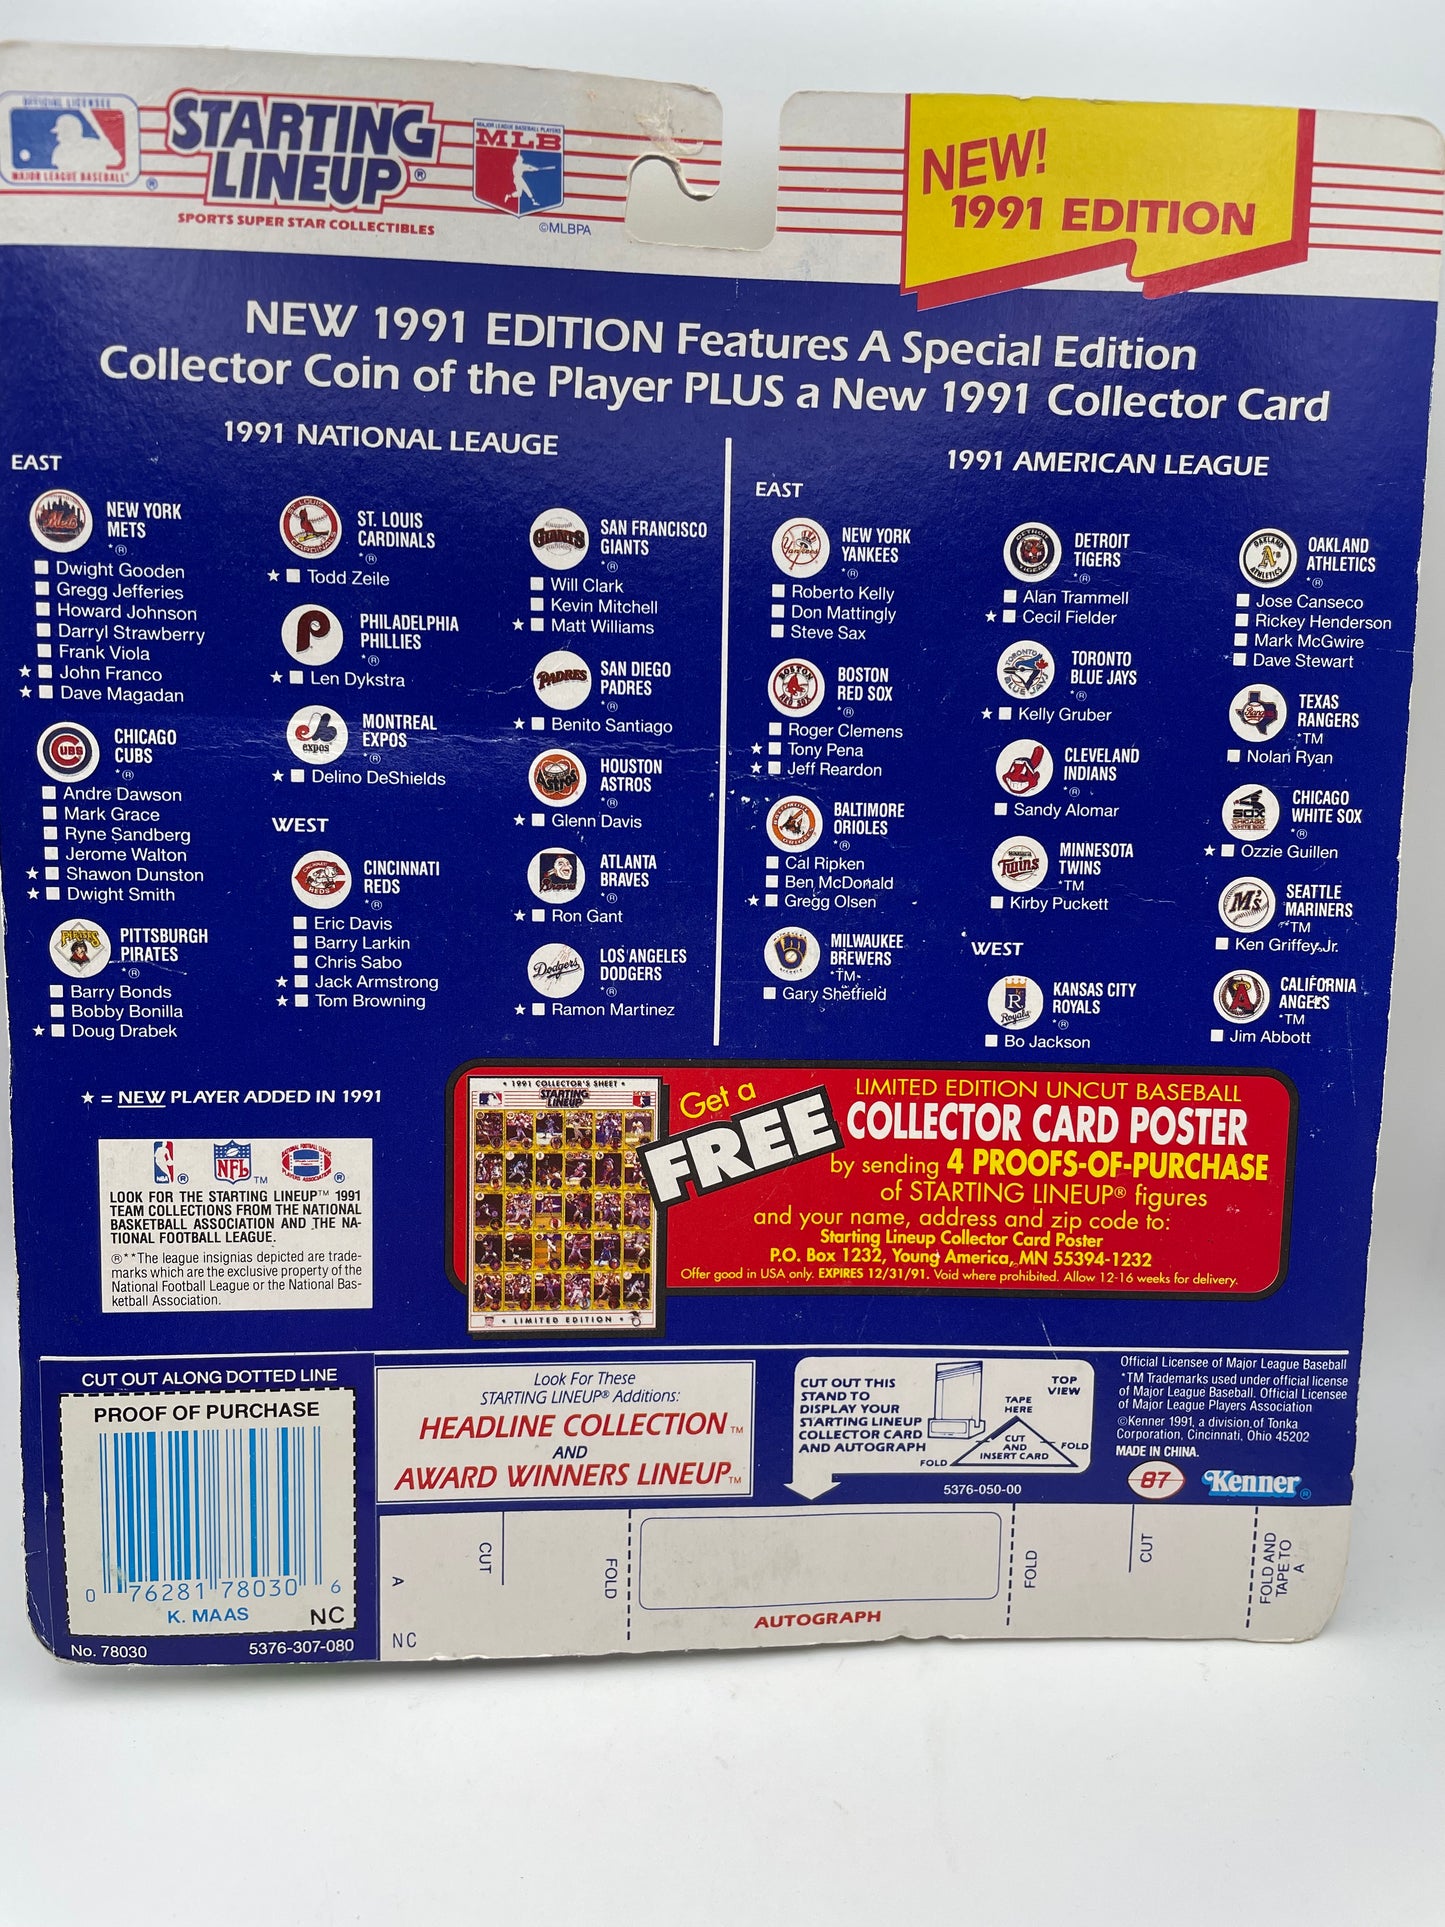 OFFICIAL LICENSEE
MAJOR LEAGUE BASEBALL
STARTING
LINEUP
SPORTS SUPER STAR COLLECTIBLES
MAJOR LEAGUE BASEBALL PLAYERS
MLB
©MLBPA
NEW!
1991 EDITION
NEW 1991 EDITION Features A Special Edition
Collector Coin of the Player PLUS a New 1991 Collector Card
1991 NATIONAL LEAUGE
EAST
NEW YORK
METS
*®
Dwight Gooden
Gregg Jefferies
Howard Johnson
Darryl Strawberry
Frank Viola
★ John Franco
★ Dave Magadan
CHICAGO
CUBS
*®
Andre Dawson
Mark Grace
Ryne Sandberg
Jerome Walton
★ Shawon Dunston
★ Dwight Smith
PITTSBURGH
PIRATES
*®
Barry Bonds
Bobby Bonilla
★ Doug Drabek
ST. LOUIS
CARDINALS
*®
★ Todd Zeile
PHILADELPHIA
PHILLIES
*®
★ Len Dykstra
MONTREAL
EXPOS
*®
★ Delino DeShields
WEST
CINCINNATI
REDS
*®
Eric Davis
Barry Larkin
Chris Sabo
★ Jack Armstrong
★ Tom Browning
SAN FRANCISCO
GIANTS
*®
Will Clark
Kevin Mitchell
★ Matt Williams
SAN DIEGO
PADRES
*®
★ Benito Santiago
HOUSTON
ASTROS
*®
★ Glenn Davis
ATLANTA
BRAVES
*®
★ Ron Gant
LOS ANGELES
DODGERS
*®
★ Ramon Martinez
1991 AMERICAN LEAGUE
EAST
NEW YORK
YANKEES
*®
Roberto Kelly
Don Mattingly
Steve Sax
BOSTON
RED SOX
*®
Roger Clemens
★ Tony Pena
★ Jeff Reardon
BALTIMORE
ORIOLES
*®
Cal Ripken
Ben McDonald
★ Gregg Olsen
MILWAUKEE
BREWERS
*TM
Gary Sheffield
DETROIT
TIGERS
*®
Alan Trammell
★ Cecil Fielder
TORONTO
BLUE JAYS
*®
★ Kelly Gruber
CLEVELAND
INDIANS
*®
Sandy Alomar
MINNESOTA
TWINS
*TM
Kirby Puckett
WEST
KANSAS CITY
ROYALS
*®
Bo Jackson
OAKLAND
ATHLETICS
*®
Jose Canseco
Rickey Henderson
Mark McGwire
Dave Stewart
TEXAS
RANGERS
*TM
Nolan Ryan
CHICAGO
WHITE SOX
*®
★ Ozzie Guillen
SEATTLE
MARINERS
*TM
Ken Griffey, Jr.
CALIFORNIA
ANGELS
*TM
Jim Abbott
★ = NEW PLAYER ADDED IN 1991
NBA ® NFL TM ®
LOOK FOR THE STARTING LINEUP™ 1991
TEAM COLLECTIONS FROM THE NATIONAL
BASKETBALL ASSOCIATION AND THE NA-
TIONAL FOOTBALL LEAGUE.
®**The league insignias depicted are trade-
marks which are the exclusive property of the
National Football League or the National Bas-
ketball Association.
• 1991 COLLECTOR'S SHEET •
STARTING
LINEUP
• LIMITED EDITION •
Get a
FREE
LIMITED EDITION UNCUT BASEBALL
COLLECTOR CARD POSTER
by sending 4 PROOFS-OF-PURCHASE
of STARTING LINEUP® figures
and your name, address and zip code to:
Starting Lineup Collector Card Poster
P.O. Box 1232, Young America, MN 55394-1232
Offer good in USA only. EXPIRES 12/31/91. Void where prohibited. Allow 12-16 weeks for delivery.
CUT OUT ALONG DOTTED LINE
PROOF OF PURCHASE
0 76281 78030 6
K. MAAS NC
No. 78030 5376-307-080
Look For These
STARTING LINEUP® Additions:
HEADLINE COLLECTION™
AND
AWARD WINNERS LINEUP™
CUT OUT THIS
STAND TO
DISPLAY YOUR
STARTING LINEUP
COLLECTOR CARD
AND AUTOGRAPH
TOP
VIEW
TAPE
HERE
CUT
AND
INSERT CARD
FOLD
FOLD
5376-050-00
Official Licensee of Major League Baseball
*TM Trademarks used under official license
of Major League Baseball. Official Licensee
of Major League Players Association
©Kenner 1991, a division of Tonka
Corporation, Cincinnati, Ohio 45202
MADE IN CHINA.
87
Kenner®
A
NC
CUT
FOLD
AUTOGRAPH
FOLD
CUT
FOLD AND
TAPE TO
A